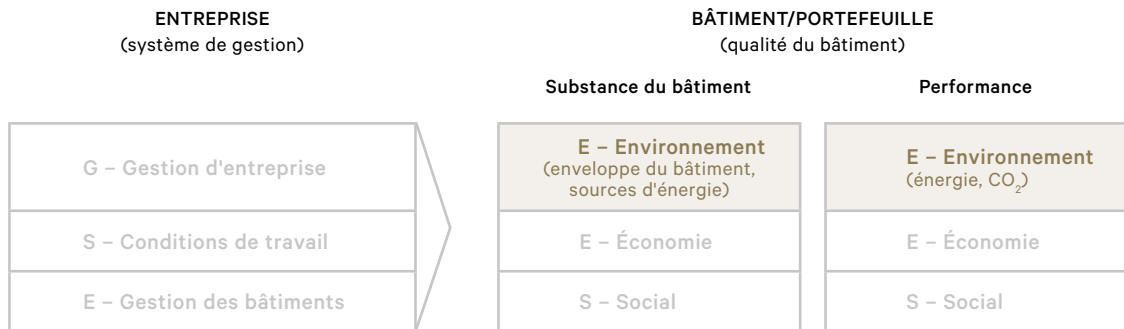 ENTREPRISE
(système de gestion)
BÂTIMENT/PORTEFEUILLE
(qualité du bâtiment)
Substance du bâtiment
Performance
G – Gestion d'entreprise
S – Conditions de travail
E – Gestion des bâtiments
E – Environnement
(enveloppe du bâtiment,
sources d'énergie)
E – Économie
S – Social
E – Environnement
(énergie, CO₂)
E – Économie
S – Social